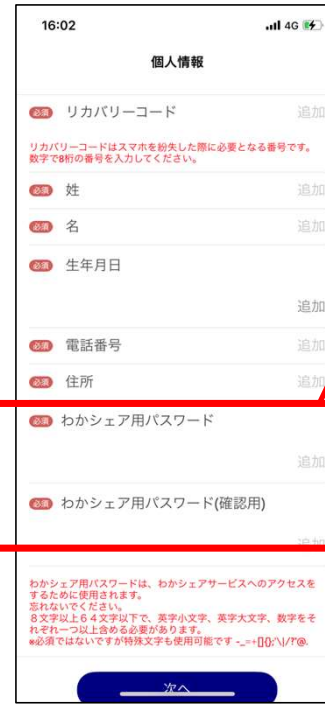 16:02 4G
個人情報
必須 リカバリーコード 追加
リカバリーコードはスマホを紛失した際に必要となる番号です。
数字で8桁の番号を入力してください。
必須 姓 追加
必須 名 追加
必須 生年月日
追加
必須 電話番号 追加
必須 住所 追加
必須 わかシェア用パスワード
追加
必須 わかシェア用パスワード(確認用)
追加
わかシェア用パスワードは、わかシェアサービスへのアクセスを
するために使用されます。
忘れないでください。
８文字以上６４文字以下で、英字小文字、英字大文字、数字をそ
れぞれ一つ以上含める必要があります。
※必須ではないですが特殊文字も使用可能です -_=+[]{};:'\|/?"@.
次へ